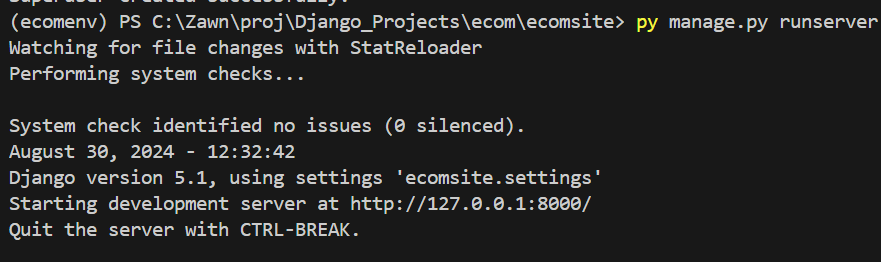 Superuser created successfully.
(ecomenv) PS C:\Zawn\proj\Django_Projects\ecom\ecomsite> py manage.py runserver
Watching for file changes with StatReloader
Performing system checks...

System check identified no issues (0 silenced).
August 30, 2024 - 12:32:42
Django version 5.1, using settings 'ecomsite.settings'
Starting development server at http://127.0.0.1:8000/
Quit the server with CTRL-BREAK.